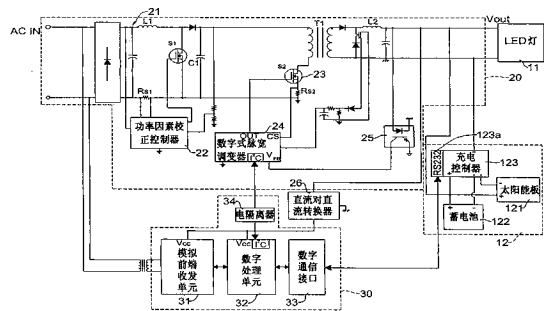 21
L1
T1
L2
Vout
AC IN
LED灯
11
20
S1
C1
S2
23
RS1
RS2
功率因素校
正控制器
22
OUT
24
CS
数字式脉宽
调变器
I²C
VFB
25
RS232
123a
充电
控制器
123
太阳能板
121
蓄电池
122
12
34
电隔离器
26
直流对直
流转换器
Vcc
模拟
前端
收发
单元
31
Vcc
I²C
数字
处理
单元
32
数字
通信
接口
33
30